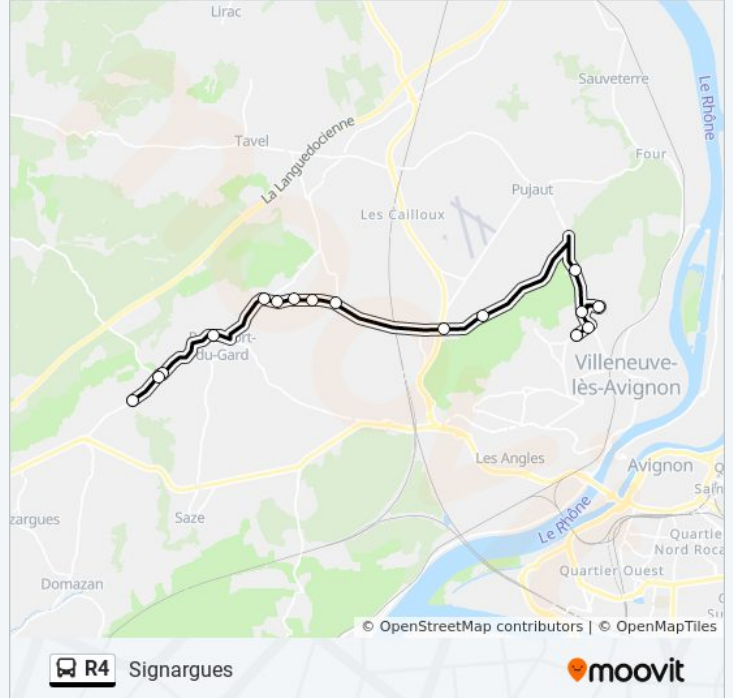 Lirac
Sauveterre
Le Rhône
La Languedocienne
Tavel
Four
Pujaut
Les Cailloux
du-Gard
Villeneuve-
lès-Avignon
Les Angles
Avignon
Le Rhône
zargues
Saze
Quartie
Nord Roca
Quartier Ouest
Domazan
© OpenStreetMap contributors | © OpenMapTiles
R4 Signargues
moovit